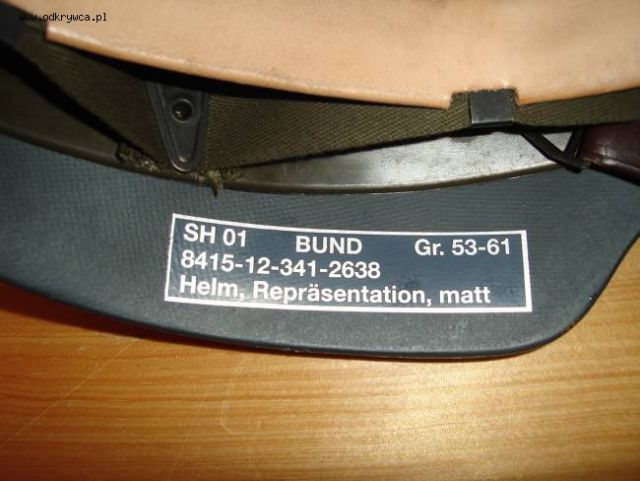 www.odkrywca.pl
SH 01 BUND Gr. 53-61
8415-12-341-2638
Helm, Repräsentation, matt